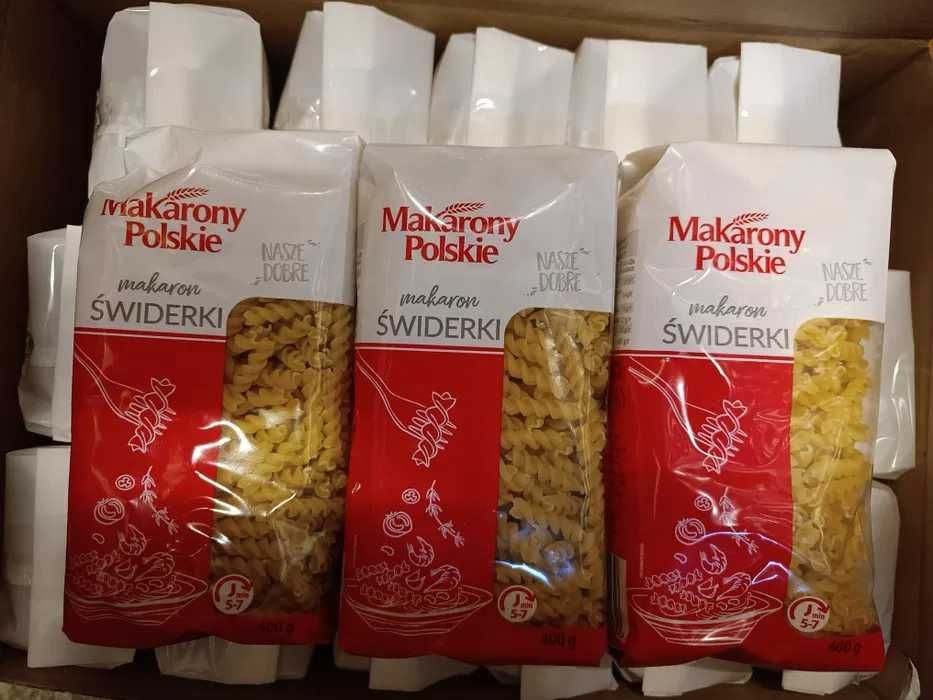 Makarony
Polskie
NASZE
DOBRE
makaron
ŚWIDERKI
min
5-7
400 g
Makarony
Polskie
NASZE
DOBRE
makaron
ŚWIDERKI
min
5-7
400 g
Makarony
Polskie
NASZE
DOBRE
makaron
ŚWIDERKI
min
5-7
400 g